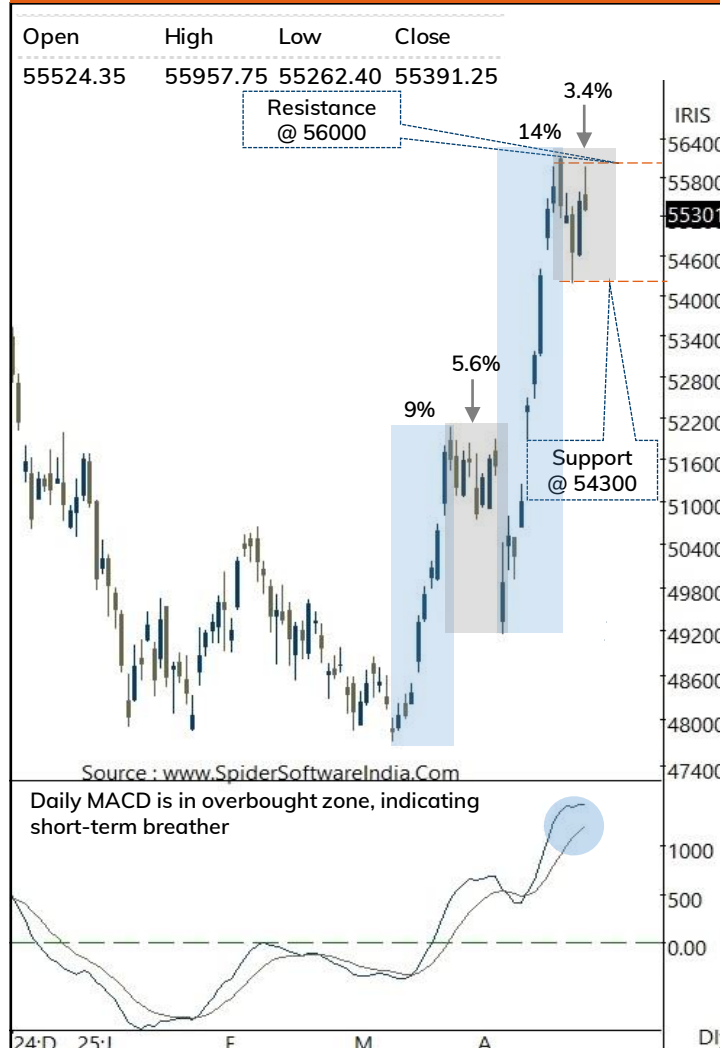 Open High Low Close
55524.35 55957.75 55262.40 55391.25
Resistance
@ 56000
3.4%
14%
IRIS
56400
55800
55301
54600
54000
53400
5.6%
52800
9%
52200
51600
Support
@ 54300
51000
50400
49800
49200
48600
48000
47400
Source : www.SpiderSoftwareIndia.Com
Daily MACD is in overbought zone, indicating
short-term breather
1000
500
0.00
24:D 25:J F M A